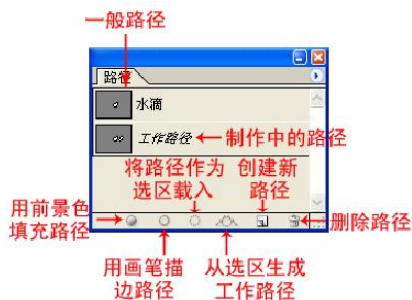 一般路径
路径
水滴
工作路径
制作中的路径
将路径作为
选区载入
创建新
路径
用前景色
填充路径
删除路径
用画笔描
边路径
从选区生成
工作路径